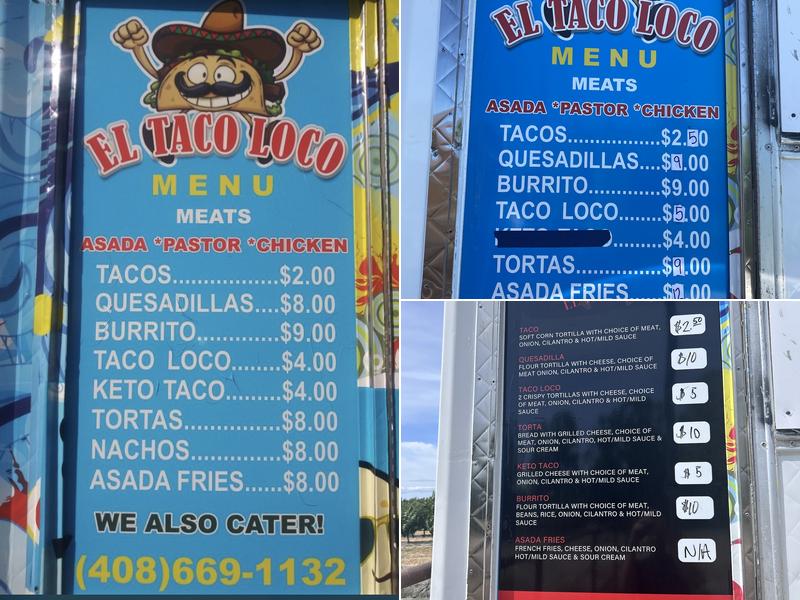 EL TACO LOCO
MENU
MEATS
ASADA *PASTOR *CHICKEN
TACOS..................$2.00
QUESADILLAS....$8.00
BURRITO..............$9.00
TACO LOCO........$4.00
KETO TACO.........$4.00
TORTAS................$8.00
NACHOS...............$8.00
ASADA FRIES......$8.00
WE ALSO CATER!
(408)669-1132
EL TACO LOCO
MENU
MEATS
ASADA *PASTOR *CHICKEN
TACOS..................$2.50
QUESADILLAS....$9.00
BURRITO..............$9.00
TACO LOCO........$5.00
$4.00
TORTAS................$9.00
ASADA FRIES
TACO
SOFT CORN TORTILLA WITH CHOICE OF MEAT,
ONION, CILANTRO & HOT/MILD SAUCE
$2.50
QUESADILLA
FLOUR TORTILLA WITH CHEESE, CHOICE OF
MEAT ONION, CILANTRO & HOT/MILD SAUCE
$10
TACO LOCO
2 CRISPY TORTILLAS WITH CHEESE, CHOICE
OF MEAT, ONION, CILANTRO & HOT/MILD
SAUCE
$5
TORTA
BREAD WITH GRILLED CHEESE, CHOICE OF
MEAT, ONION, CILANTRO, HOT/MILD SAUCE &
SOUR CREAM
$10
KETO TACO
GRILLED CHEESE WITH CHOICE OF MEAT,
ONION, CILANTRO & HOT/MILD SAUCE
$5
BURRITO
FLOUR TORTILLA WITH CHOICE OF MEAT,
BEANS, RICE, ONION, CILANTRO & HOT/MILD
SAUCE
$10
ASADA FRIES
FRENCH FRIES, CHEESE, ONION, CILANTRO
HOT/MILD SAUCE & SOUR CREAM
N/A